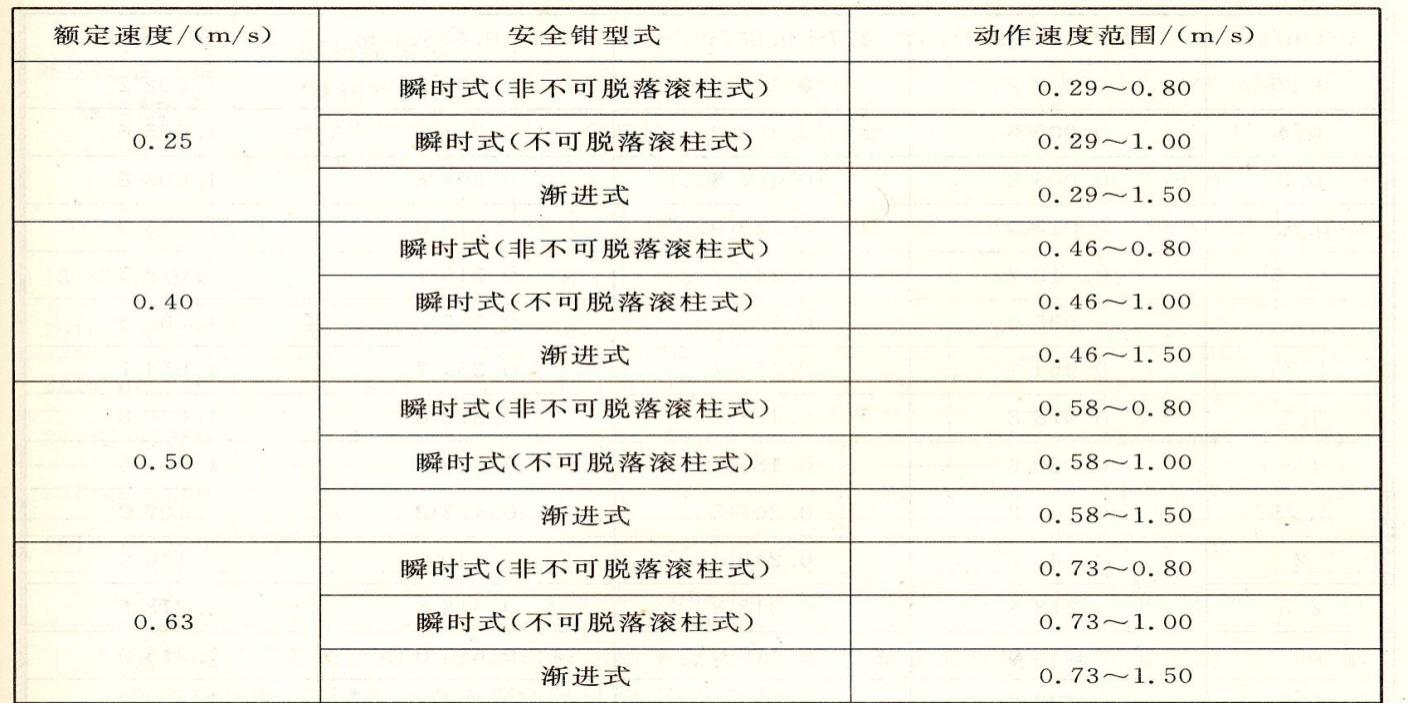 额定速度/(m/s) 安全钳型式 动作速度范围/(m/s)
瞬时式(非不可脱落滚柱式) 0.29～0.80
0.25 瞬时式(不可脱落滚柱式) 0.29～1.00
渐进式 0.29～1.50
瞬时式(非不可脱落滚柱式) 0.46～0.80
0.40 瞬时式(不可脱落滚柱式) 0.46～1.00
渐进式 0.46～1.50
瞬时式(非不可脱落滚柱式) 0.58～0.80
0.50 瞬时式(不可脱落滚柱式) 0.58～1.00
渐进式 0.58～1.50
瞬时式(非不可脱落滚柱式) 0.73～0.80
0.63 瞬时式(不可脱落滚柱式) 0.73～1.00
渐进式 0.73～1.50